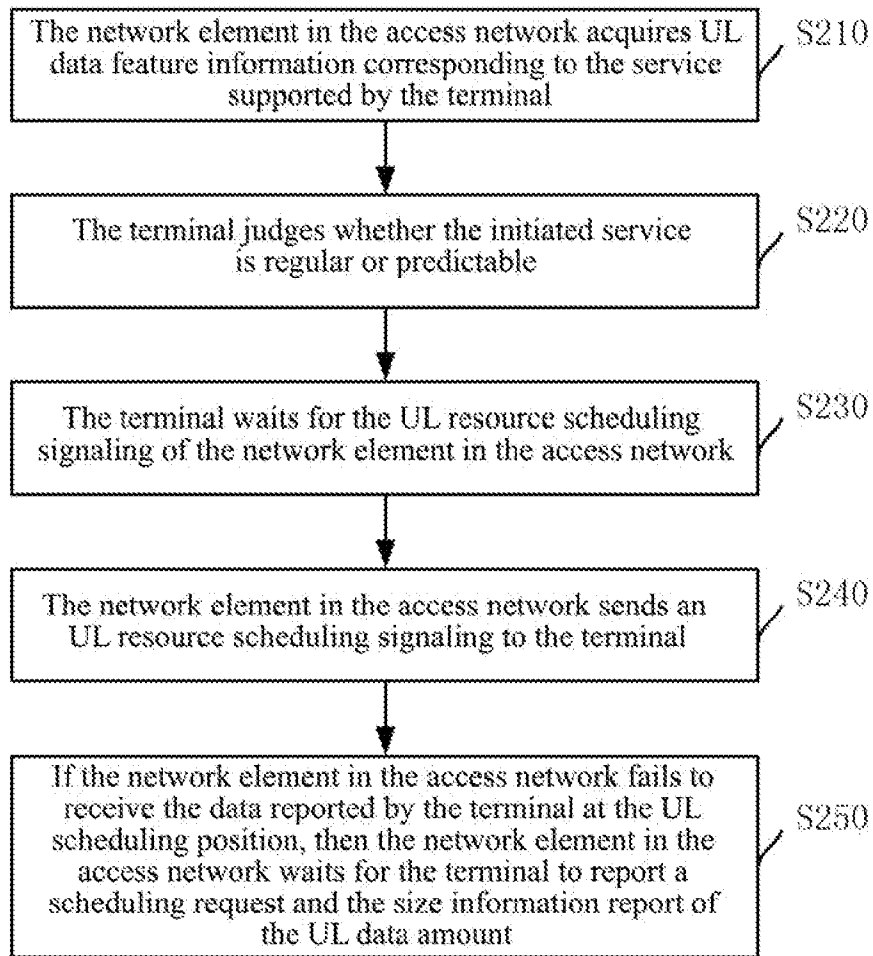 The network element in the access network acquires UL
data feature information corresponding to the service
supported by the terminal
S210
The terminal judges whether the initiated service
is regular or predictable
S220
The terminal waits for the UL resource scheduling
signaling of the network element in the access network
S230
The network element in the access network sends an
UL resource scheduling signaling to the terminal
S240
If the network element in the access network fails to
receive the data reported by the terminal at the UL
scheduling position, then the network element in the
access network waits for the terminal to report a
scheduling request and the size information report of
the UL data amount
S250